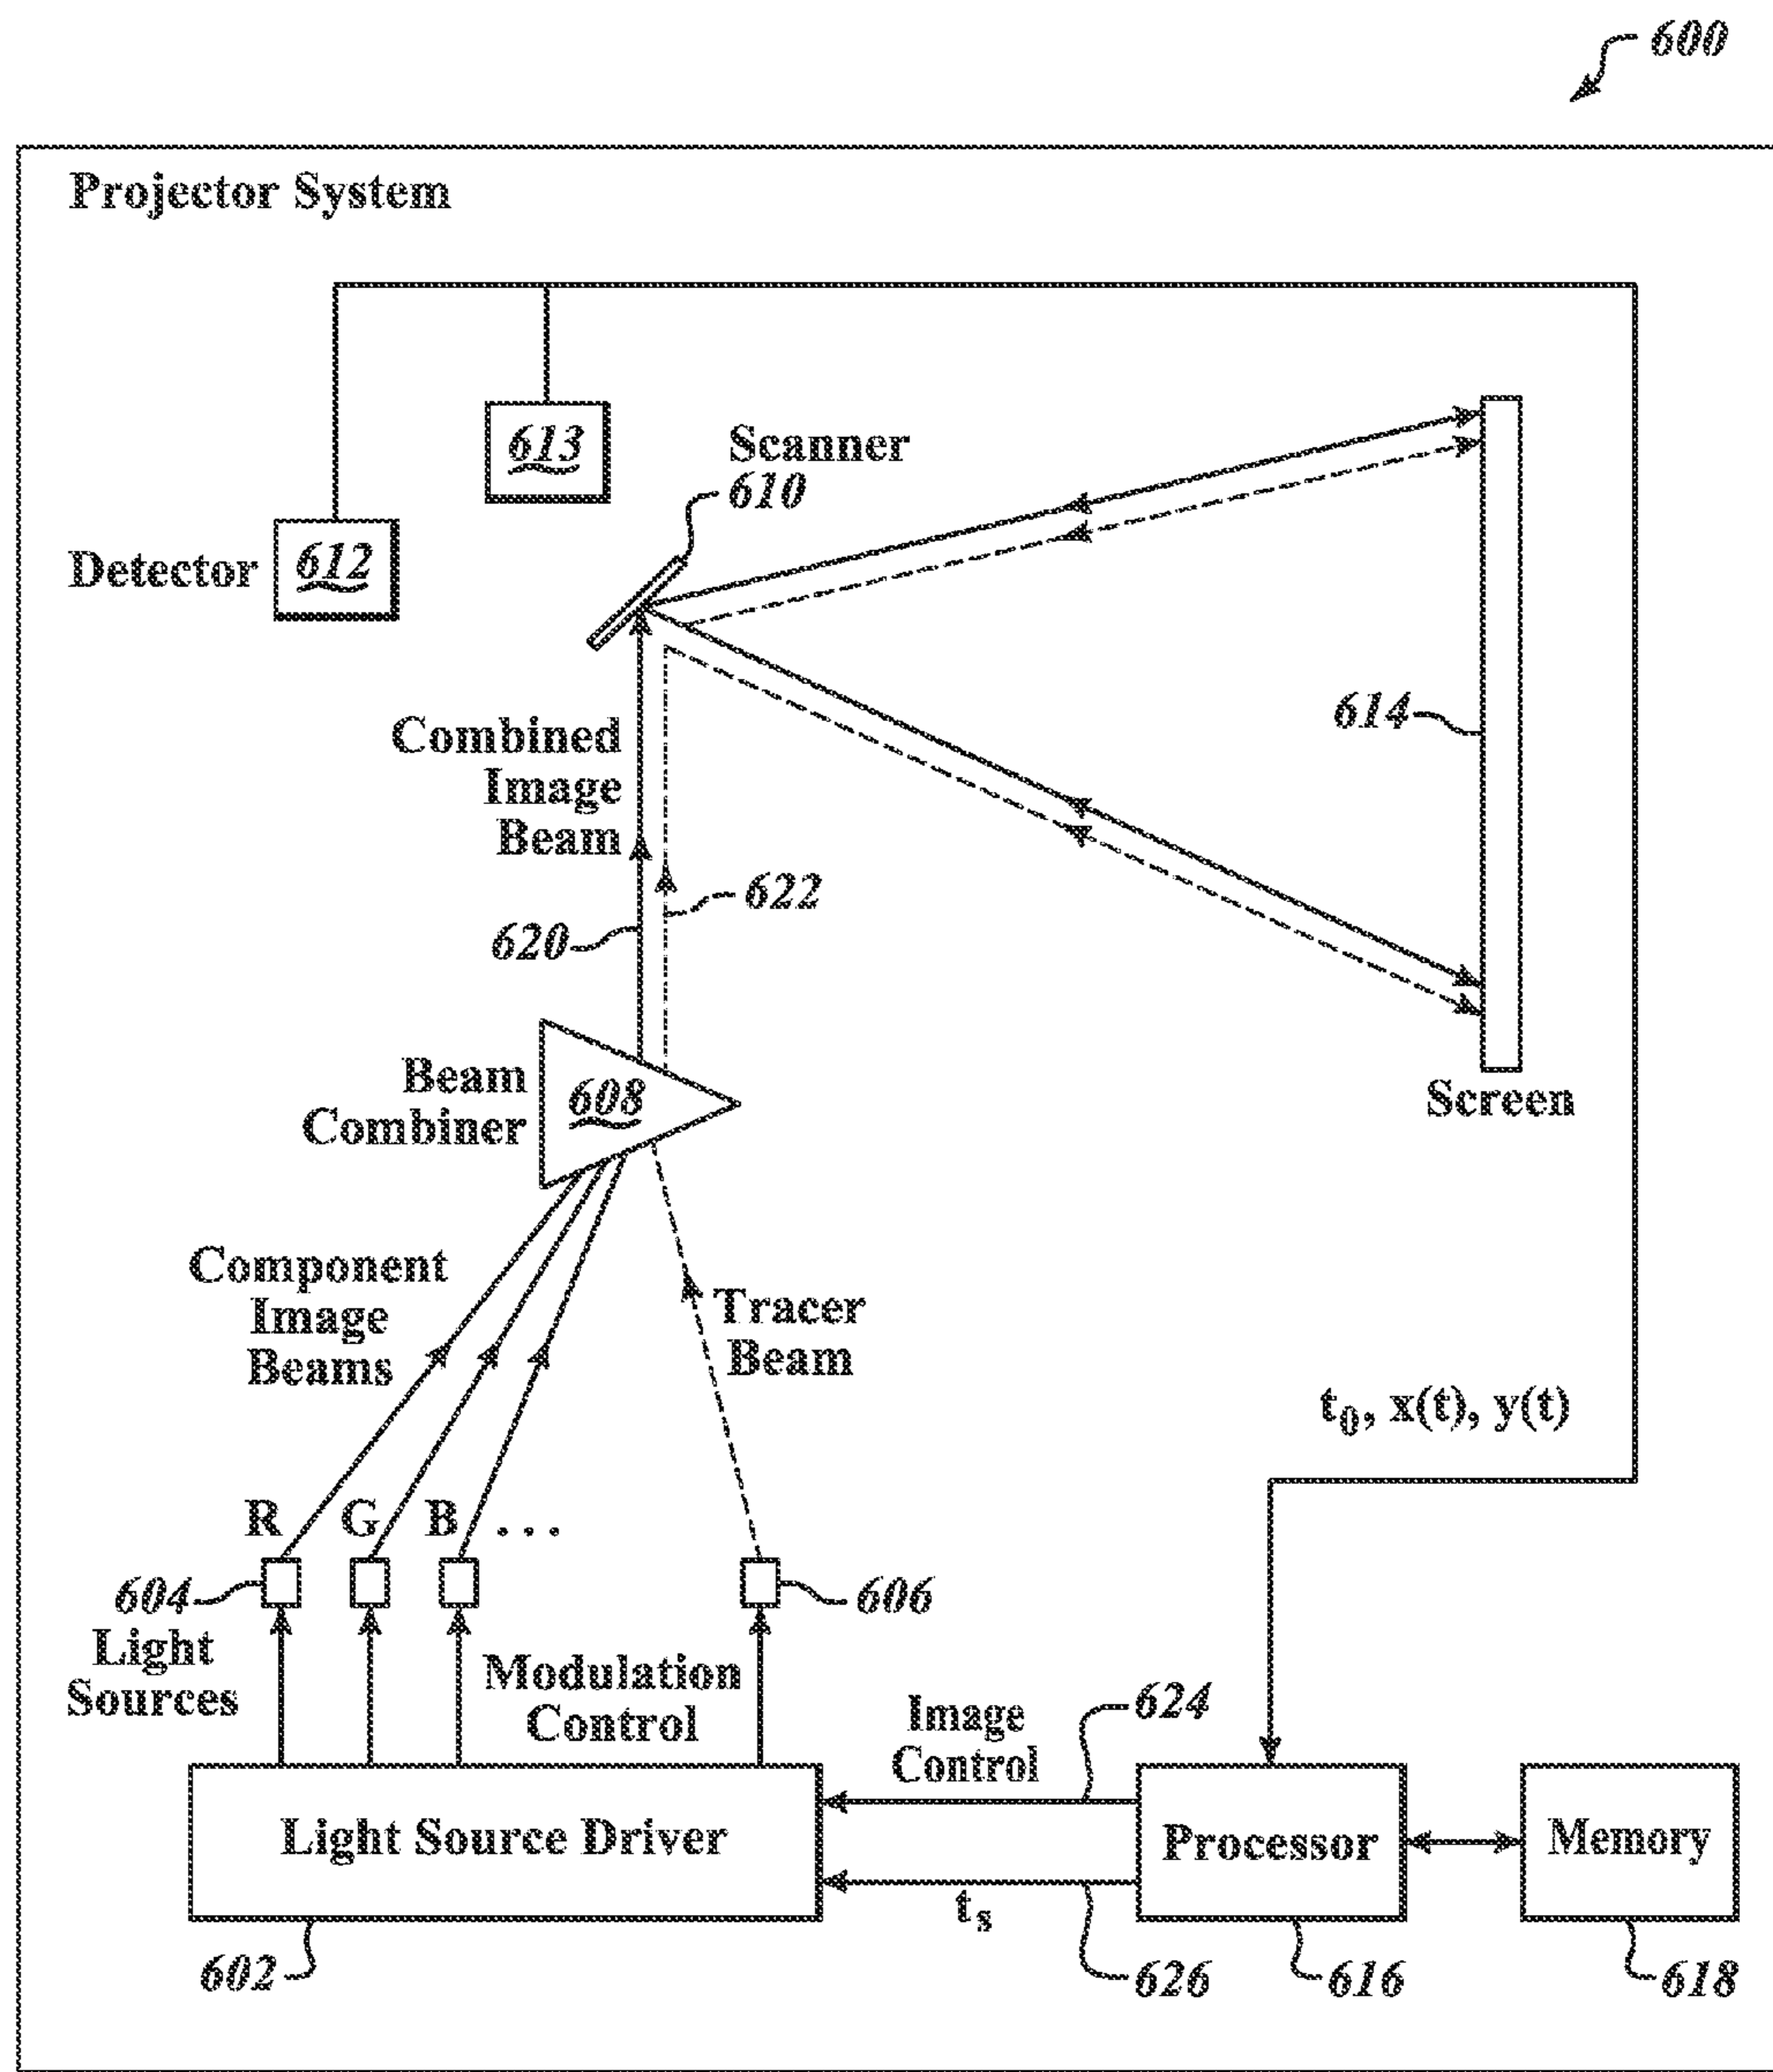 600
Projector System
613
Scanner
610
Detector
612
614
Combined
Image
Beam
622
620
Beam
Combiner
608
Screen
Component
Image
Beams
Tracer
Beam
t₀, x(t), y(t)
R G B ...
604
606
Light
Sources
Modulation
Control
Image
Control
624
Light Source Driver
Processor
Memory
tₛ
602
626
616
618